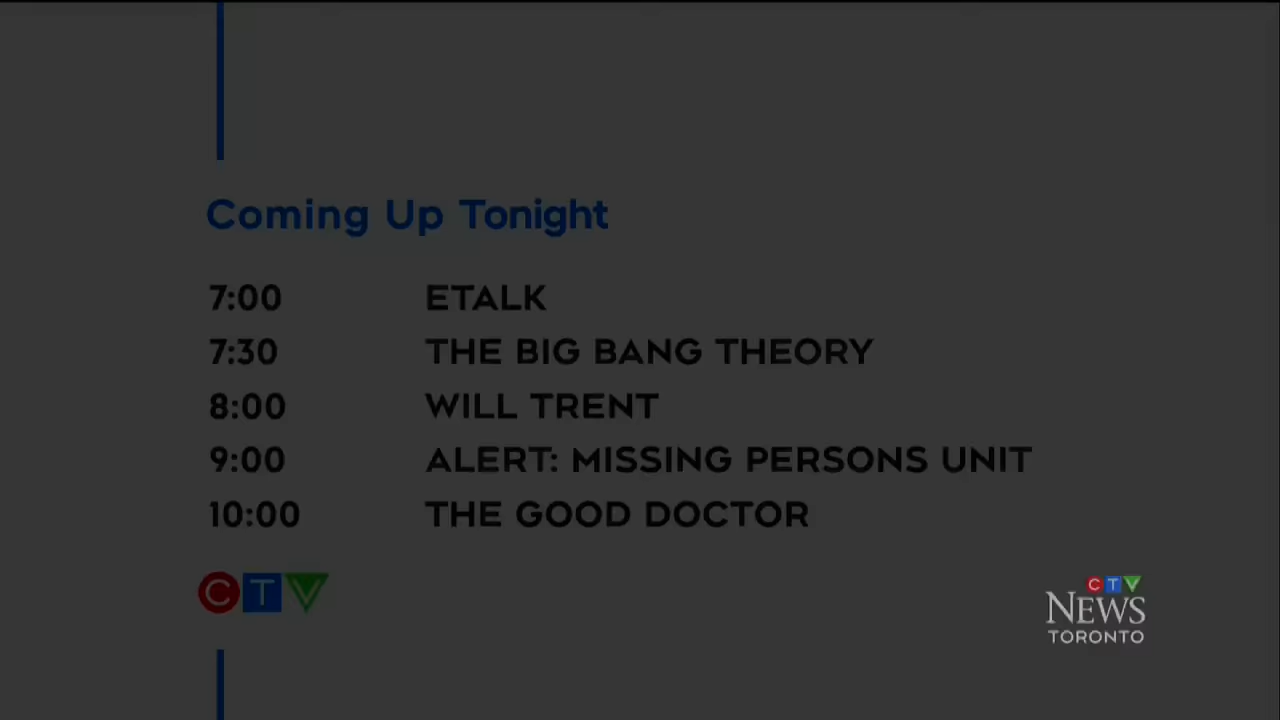 Coming Up Tonight
7:00 ETALK
7:30 THE BIG BANG THEORY
8:00 WILL TRENT
9:00 ALERT: MISSING PERSONS UNIT
10:00 THE GOOD DOCTOR
CTV
CTV
NEWS
TORONTO